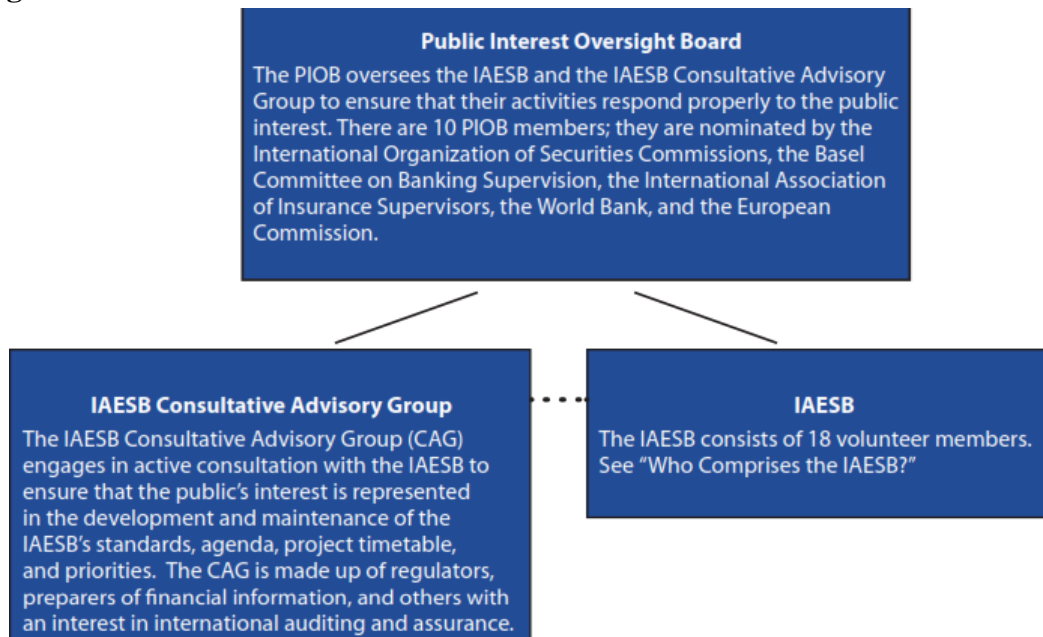 Public Interest Oversight Board
The PIOB oversees the IAESB and the IAESB Consultative Advisory
Group to ensure that their activities respond properly to the public
interest. There are 10 PIOB members; they are nominated by the
International Organization of Securities Commissions, the Basel
Committee on Banking Supervision, the International Association
of Insurance Supervisors, the World Bank, and the European
Commission.
IAESB Consultative Advisory Group
The IAESB Consultative Advisory Group (CAG)
engages in active consultation with the IAESB to
ensure that the public's interest is represented
in the development and maintenance of the
IAESB's standards, agenda, project timetable,
and priorities.  The CAG is made up of regulators,
preparers of financial information, and others with
an interest in international auditing and assurance.
IAESB
The IAESB consists of 18 volunteer members.
See "Who Comprises the IAESB?"